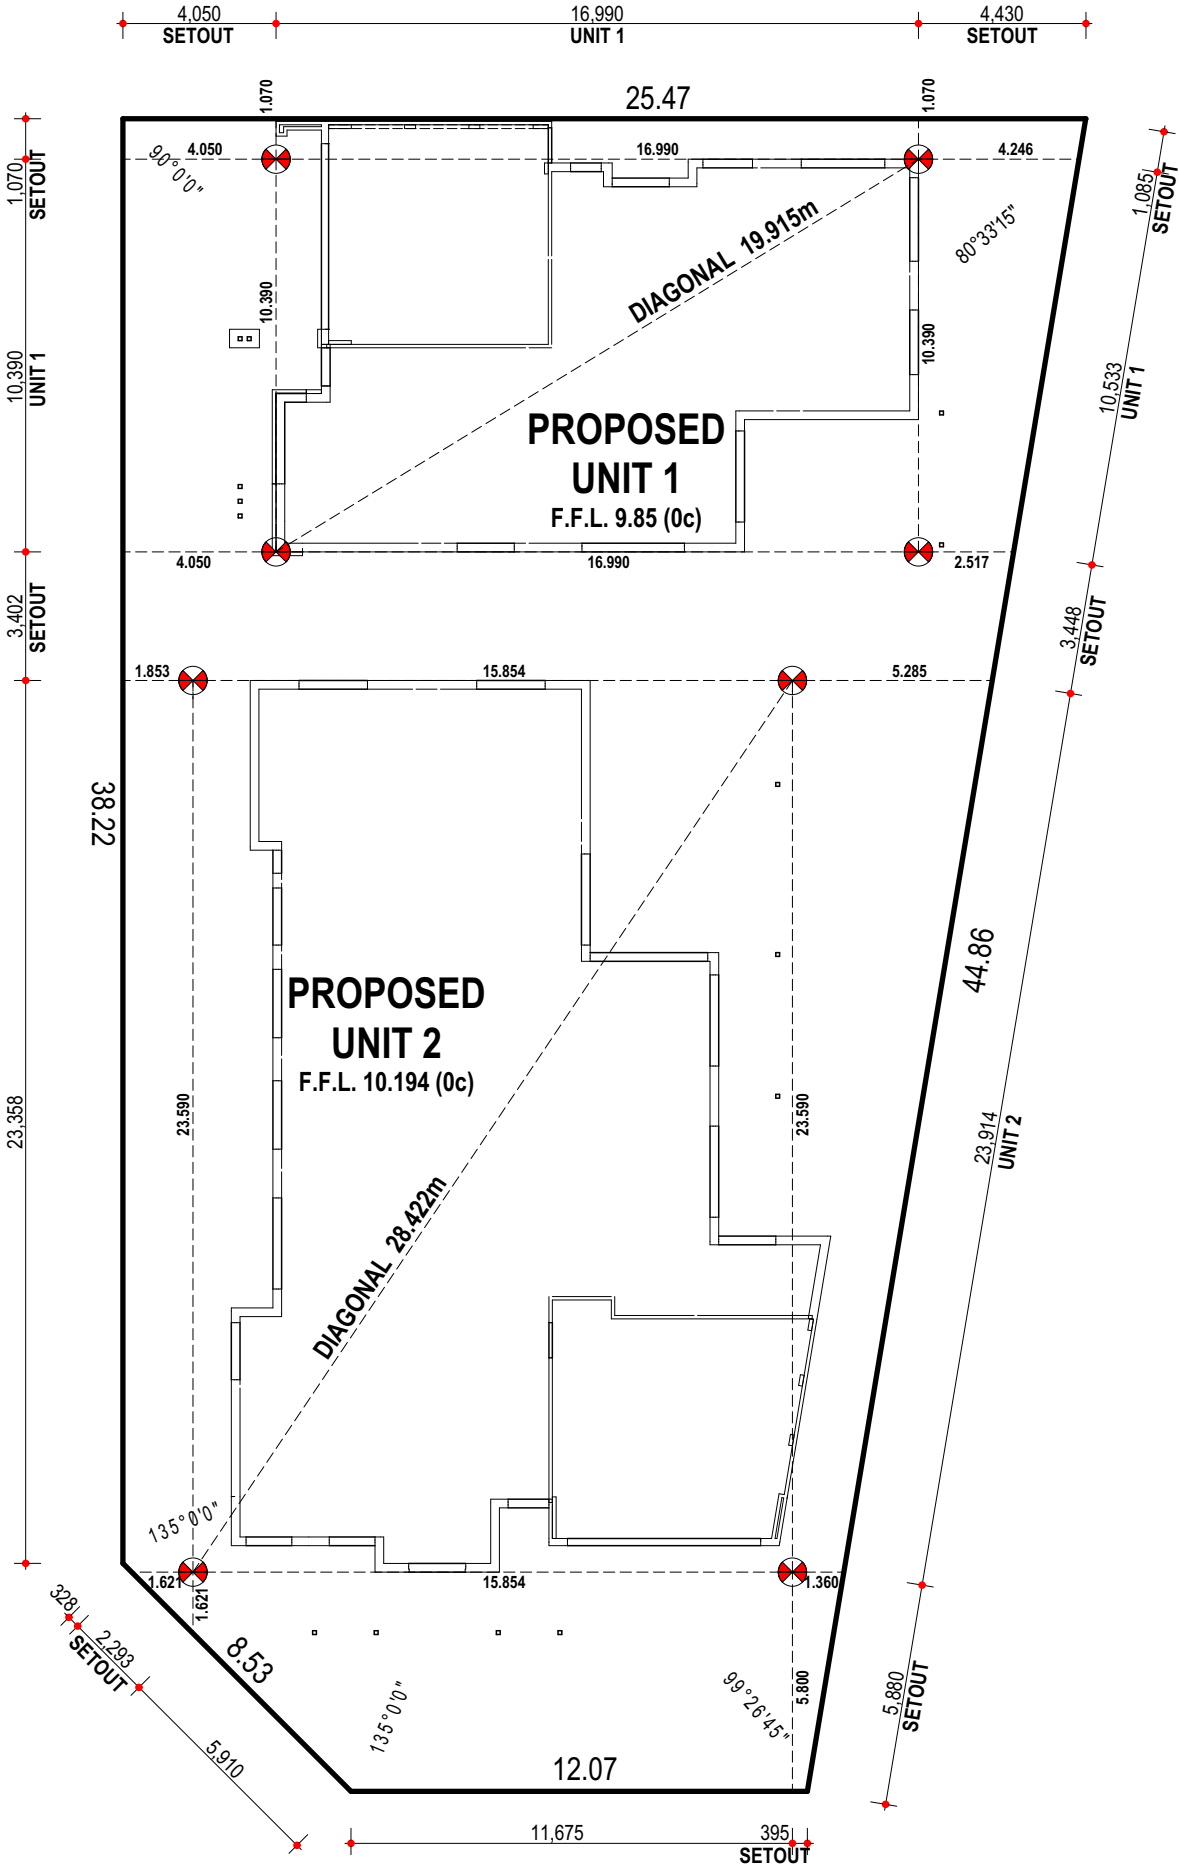 4,050
SETOUT
16,990
UNIT 1
4,430
SETOUT
1.070
25.47
1.070
4.050
16.990
4.246
90°0'0"
80°33'15"
1,070
SETOUT
1,085
SETOUT
DIAGONAL 19.915m
10.390
10.390
10,390
UNIT 1
10,533
UNIT 1
PROPOSED
UNIT 1
F.F.L. 9.85 (0c)
4.050
16.990
2.517
3,402
SETOUT
3,448
SETOUT
1.853
15.854
5.285
38.22
44.86
PROPOSED
UNIT 2
F.F.L. 10.194 (0c)
23,358
23.590
23.590
23,914
UNIT 2
DIAGONAL 28.422m
135°0'0"
1.621
1.621
15.854
1.360
328
2,293
SETOUT
8.53
5,910
135°0'0"
99°26'45"
5.800
5,880
SETOUT
12.07
11,675
395
SETOUT